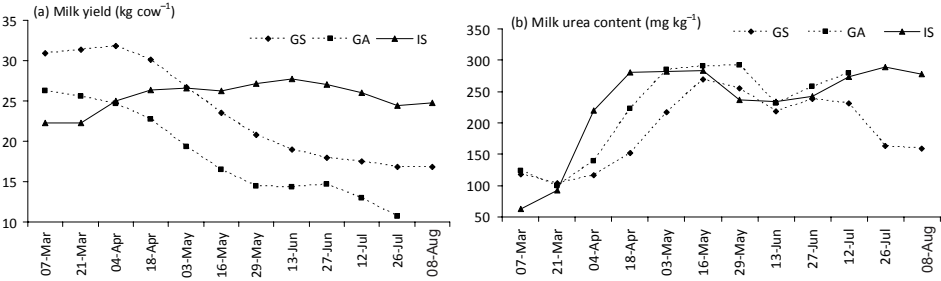 (a) Milk yield (kg cow⁻¹)
GS GA IS
35
30
25
20
15
10
07-Mar
21-Mar
04-Apr
18-Apr
03-May
16-May
29-May
13-Jun
27-Jun
12-Jul
26-Jul
08-Aug
(b) Milk urea content (mg kg⁻¹)
GS GA IS
350
300
250
200
150
100
50
07-Mar
21-Mar
04-Apr
18-Apr
03-May
16-May
29-May
13-Jun
27-Jun
12-Jul
26-Jul
08-Aug